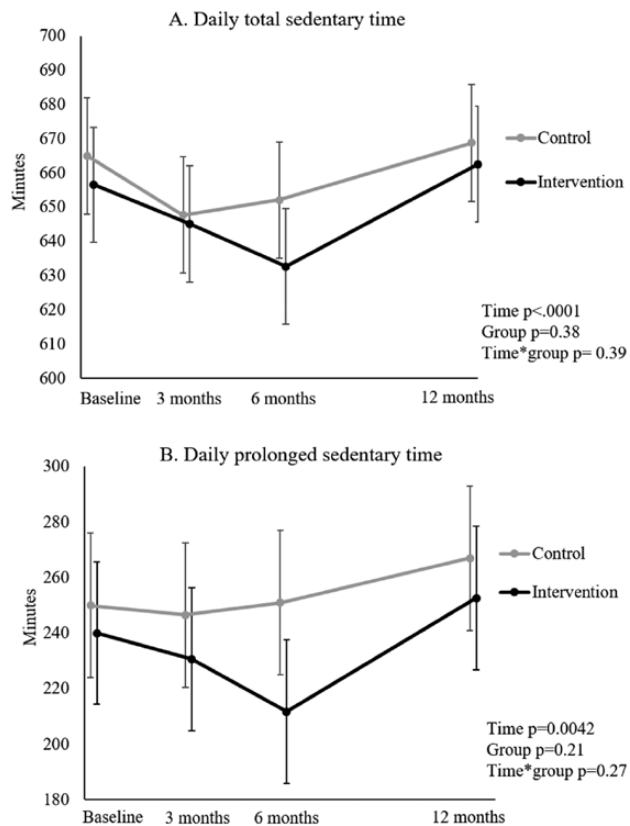 A. Daily total sedentary time
700
690
680
670
660
650
640
630
620
610
600
Minutes
Control
Intervention
Time p<.0001
Group p=0.38
Time*group p= 0.39
Baseline 3 months 6 months 12 months
B. Daily prolonged sedentary time
300
280
260
240
220
200
180
Minutes
Control
Intervention
Time p=0.0042
Group p=0.21
Time*group p=0.27
Baseline 3 months 6 months 12 months